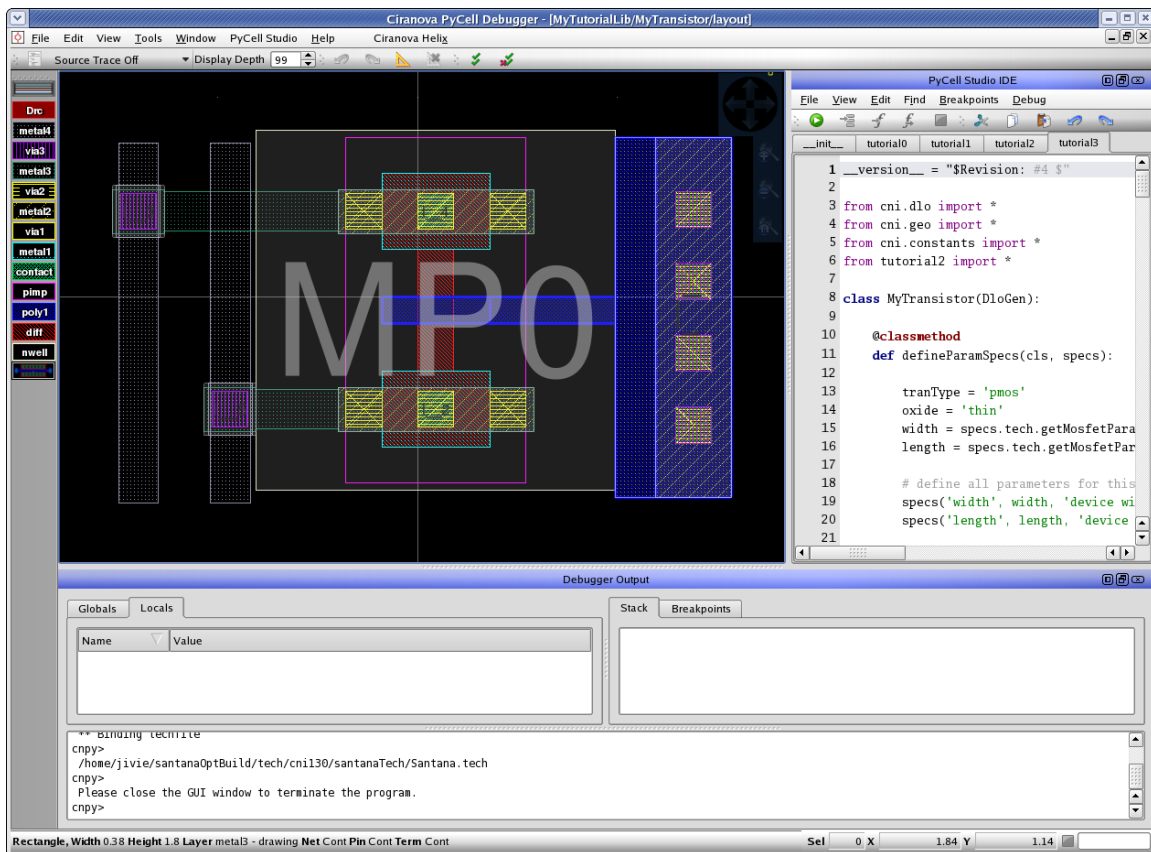 Ciranova PyCell Debugger - [MyTutorialLib/MyTransistor/layout]
File Edit View Tools Window PyCell Studio Help Ciranova Helix
Source Trace Off Display Depth 99
Drc
metal4
via3
metal3
via2
metal2
via1
metal1
contact
pimp
poly1
diff
nwell
MP0
PyCell Studio IDE
File View Edit Find Breakpoints Debug
__init__ tutorial0 tutorial1 tutorial2 tutorial3
1 __version__ = "$Revision: #4 $"
2
3 from cni.dlo import *
4 from cni.geo import *
5 from cni.constants import *
6 from tutorial2 import *
7
8 class MyTransistor(DloGen):
9
10 @classmethod
11 def defineParamSpecs(cls, specs):
12
13 tranType = 'pmos'
14 oxide = 'thin'
15 width = specs.tech.getMosfetPara
16 length = specs.tech.getMosfetPar
17
18 # define all parameters for this
19 specs('width', width, 'device wi
20 specs('length', length, 'device
21
Debugger Output
Globals Locals
Name Value
Stack Breakpoints
** Binding techfile
cnpy>
/home/jivie/santanaOptBuild/tech/cni130/santanaTech/Santana.tech
cnpy>
Please close the GUI window to terminate the program.
cnpy>
Rectangle, Width 0.38 Height 1.8 Layer metal3 - drawing Net Cont Pin Cont Term Cont
Sel 0 X 1.84 Y 1.14